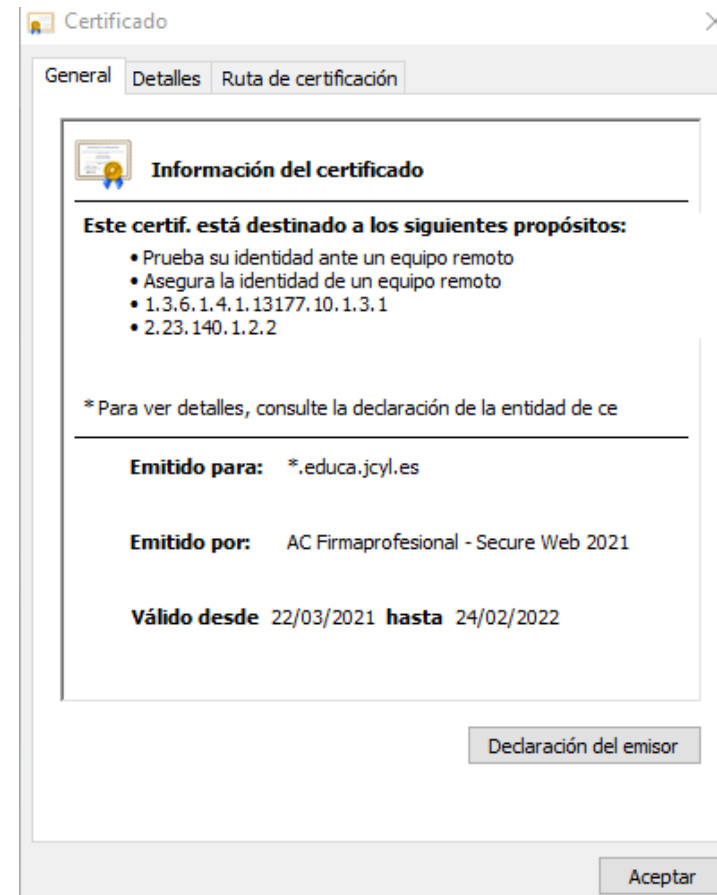 Certificado
General Detalles Ruta de certificación
Información del certificado
Este certif. está destinado a los siguientes propósitos:
• Prueba su identidad ante un equipo remoto
• Asegura la identidad de un equipo remoto
• 1.3.6.1.4.1.13177.10.1.3.1
• 2.23.140.1.2.2
* Para ver detalles, consulte la declaración de la entidad de ce
Emitido para: *.educa.jcyl.es
Emitido por: AC Firmaprofesional - Secure Web 2021
Válido desde 22/03/2021 hasta 24/02/2022
Declaración del emisor
Aceptar